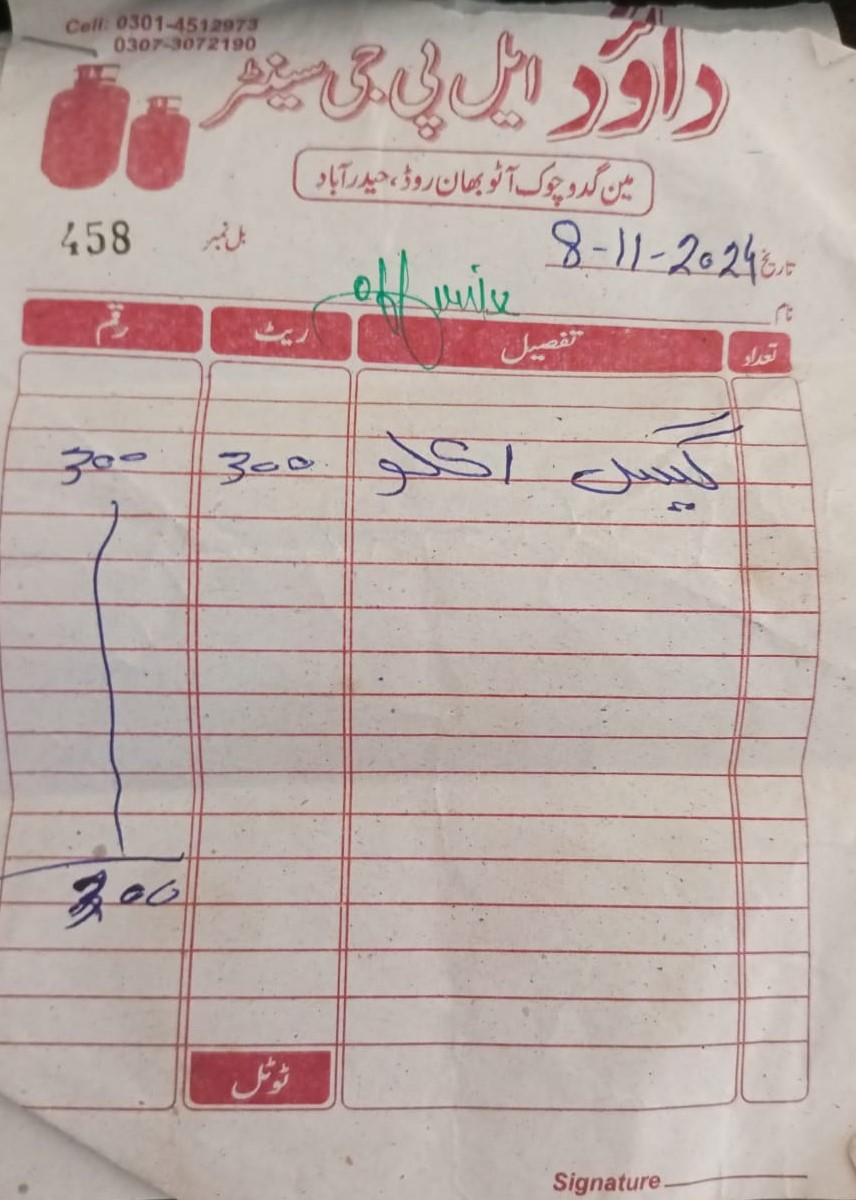 Cell: 0301-4512973
0307-3072190
داؤد ایل پی جی سینٹر
مین گدو چوک آٹو بھان روڈ، حیدرآباد
بل نمبر 458
تاریخ 8-11-2024
نام
تعداد تفصیل ریٹ رقم
گیس 1 کلو 300 300
300
ٹوٹل
Signature